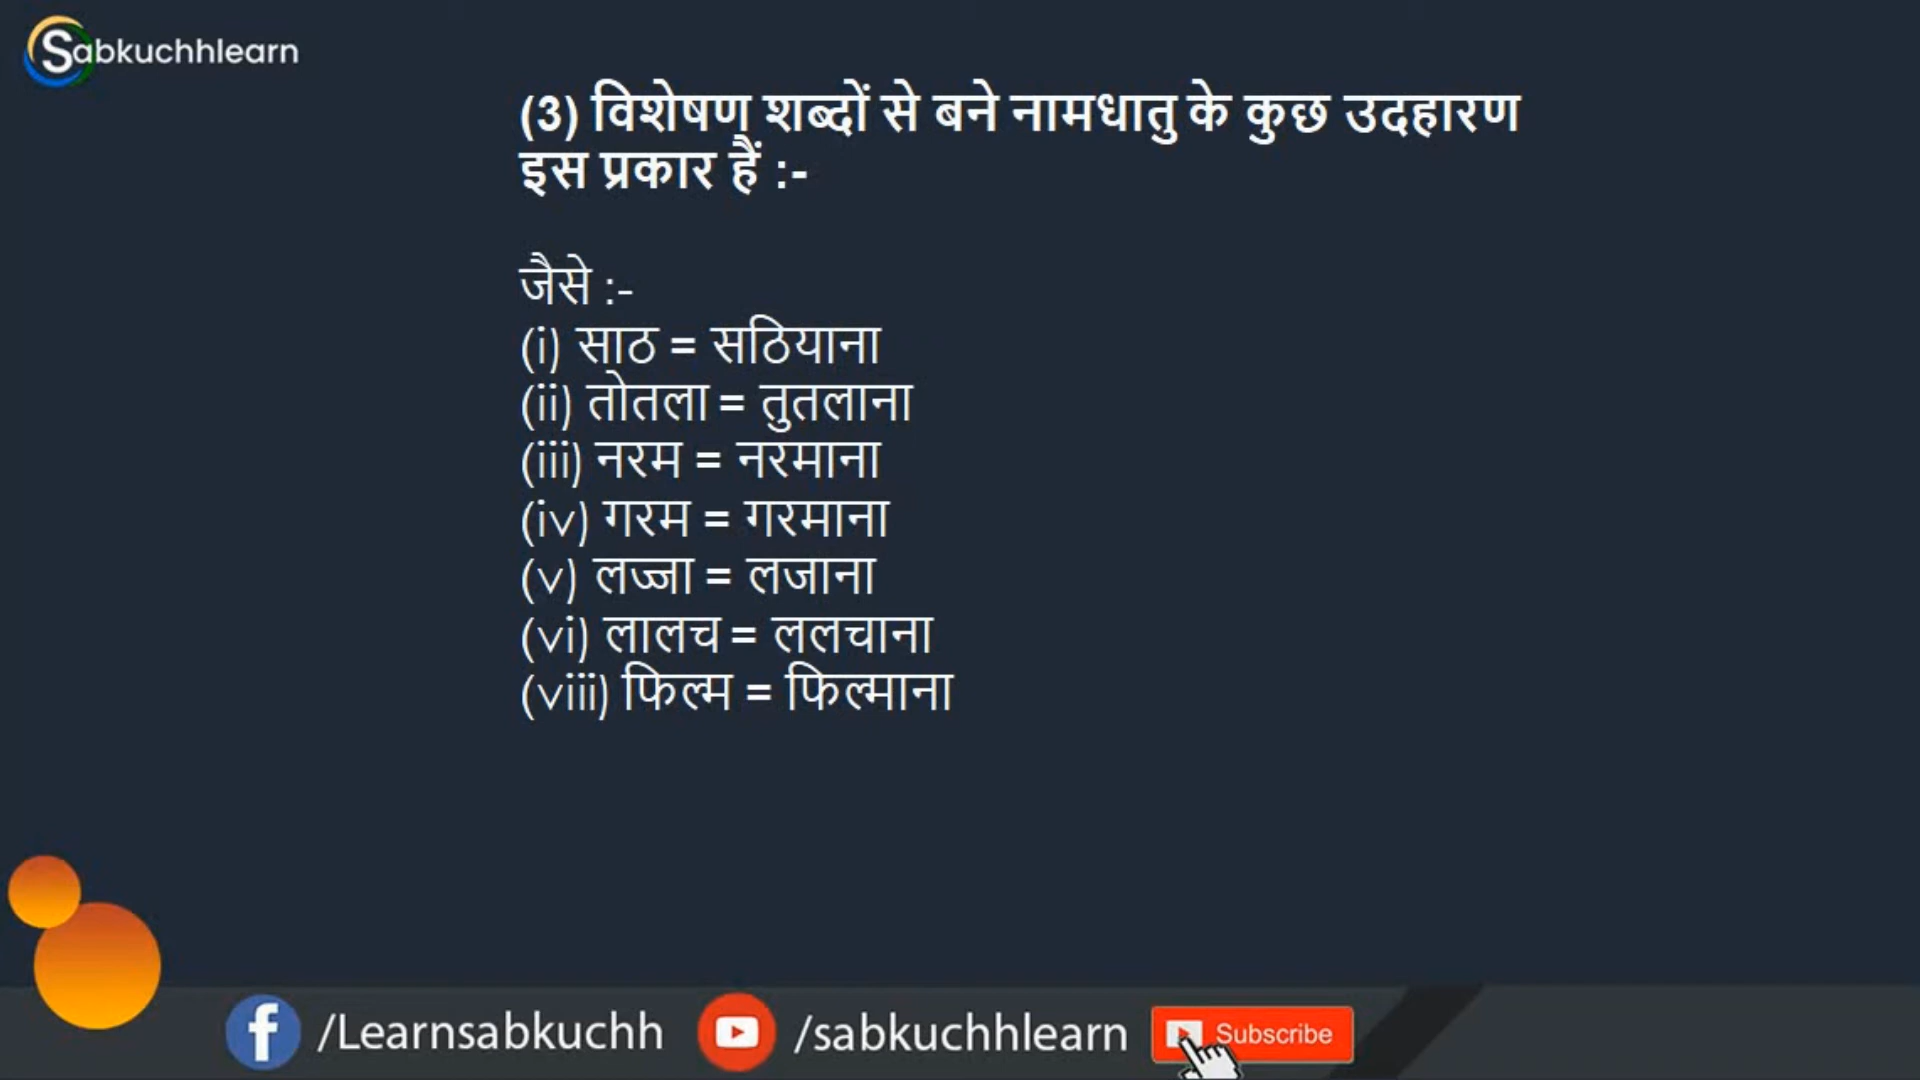 Sabkuchhlearn
(3) विशेषण शब्दों से बने नामधातु के कुछ उदहारण
इस प्रकार हैं :-
जैसे :-
(i) साठ = सठियाना
(ii) तोतला = तुतलाना
(iii) नरम = नरमाना
(iv) गरम = गरमाना
(v) लज्जा = लजाना
(vi) लालच = ललचाना
(viii) फिल्म = फिल्माना
/Learnsabkuchh /sabkuchhlearn Subscribe